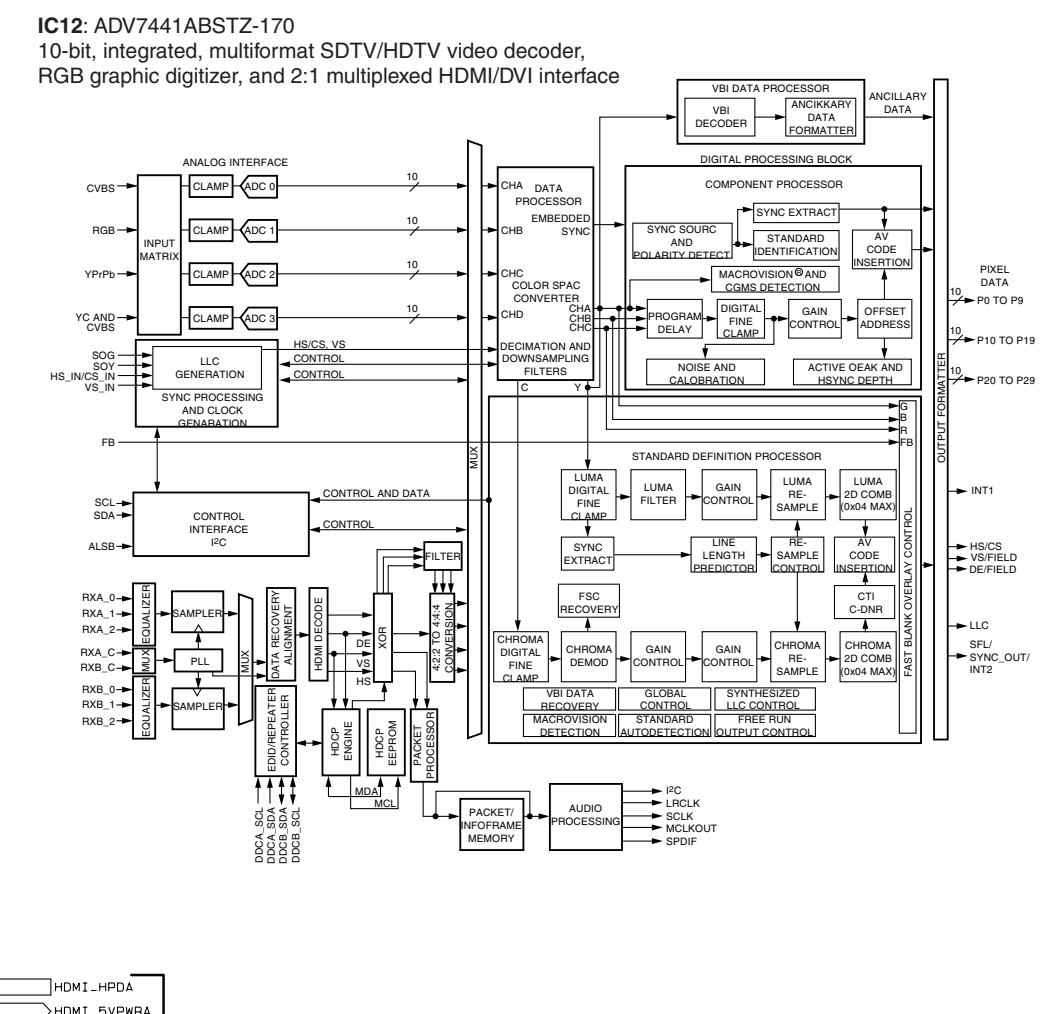 IC12: ADV7441ABSTZ-170
10-bit, integrated, multiformat SDTV/HDTV video decoder,
RGB graphic digitizer, and 2:1 multiplexed HDMI/DVI interface
VBI DATA PROCESSOR
VBI
DECODER
ANCIKKARY
DATA
FORMATTER
ANCILLARY
DATA
ANALOG INTERFACE
CVBS
RGB
YPrPb
YC AND
CVBS
INPUT
MATRIX
CLAMP
ADC 0
10
CLAMP
ADC 1
10
CLAMP
ADC 2
10
CLAMP
ADC 3
10
CHA
DATA
PROCESSOR
EMBEDDED
SYNC
CHB
CHC
COLOR SPAC
CONVERTER
CHD
CHA
CHB
CHC
DECIMATION AND
DOWNSAMPLING
FILTERS
C
Y
DIGITAL PROCESSING BLOCK
COMPONENT PROCESSOR
SYNC SOURC
AND
POLARITY DETECT
SYNC EXTRACT
STANDARD
IDENTIFICATION
AV
CODE
INSERTION
MACROVISION® AND
CGMS DETECTION
PROGRAM
DELAY
DIGITAL
FINE
CLAMP
GAIN
CONTROL
OFFSET
ADDRESS
NOISE AND
CALOBRATION
ACTIVE OEAK AND
HSYNC DEPTH
SOG
SOY
HS_IN/CS_IN
VS_IN
LLC
GENERATION
SYNC PROCESSING
AND CLOCK
GENARATION
HS/CS, VS
CONTROL
CONTROL
FB
MUX
G
B
R
FB
STANDARD DEFINITION PROCESSOR
LUMA
DIGITAL
FINE
CLAMP
LUMA
FILTER
GAIN
CONTROL
LUMA
RE-
SAMPLE
LUMA
2D COMB
(0x04 MAX)
SYNC
EXTRACT
LINE
LENGTH
PREDICTOR
RE-
SAMPLE
CONTROL
AV
CODE
INSERTION
FSC
RECOVERY
CTI
C-DNR
CHROMA
DIGITAL
FINE
CLAMP
CHROMA
DEMOD
GAIN
CONTROL
GAIN
CONTROL
CHROMA
RE-
SAMPLE
CHROMA
2D COMB
(0x04 MAX)
VBI DATA
RECOVERY
GLOBAL
CONTROL
SYNTHESIZED
LLC CONTROL
MACROVISION
DETECTION
STANDARD
AUTODETECTION
FREE RUN
OUTPUT CONTROL
FAST BLANK OVERLAY CONTROL
OUTPUT FORMATTER
PIXEL
DATA
10
P0 TO P9
10
P10 TO P19
10
P20 TO P29
INT1
HS/CS
VS/FIELD
DE/FIELD
LLC
SFL/
SYNC_OUT/
INT2
SCL
SDA
ALSB
CONTROL
INTERFACE
I²C
CONTROL AND DATA
CONTROL
RXA_0
RXA_1
RXA_2
RXA_C
RXB_C
RXB_0
RXB_1
RXB_2
EQUALIZER
MUX
EQUALIZER
SAMPLER
PLL
SAMPLER
MUX
DATA RECOVERY
ALIGNMENT
HDMI DECODE
DE
VS
HS
XOR
FILTER
4:2:2 TO 4:4:4
CONVERSION
EDID/REPEATER
CONTROLLER
HDCP
ENGINE
HDCP
EEPROM
PACKET
PROCESSOR
MDA
MCL
DDCA_SCL
DDCA_SDA
DDCB_SDA
DDCB_SCL
PACKET/
INFOFRAME
MEMORY
AUDIO
PROCESSING
I²C
LRCLK
SCLK
MCLKOUT
SPDIF
HDMI_HPDA
HDMI_5VPWRA